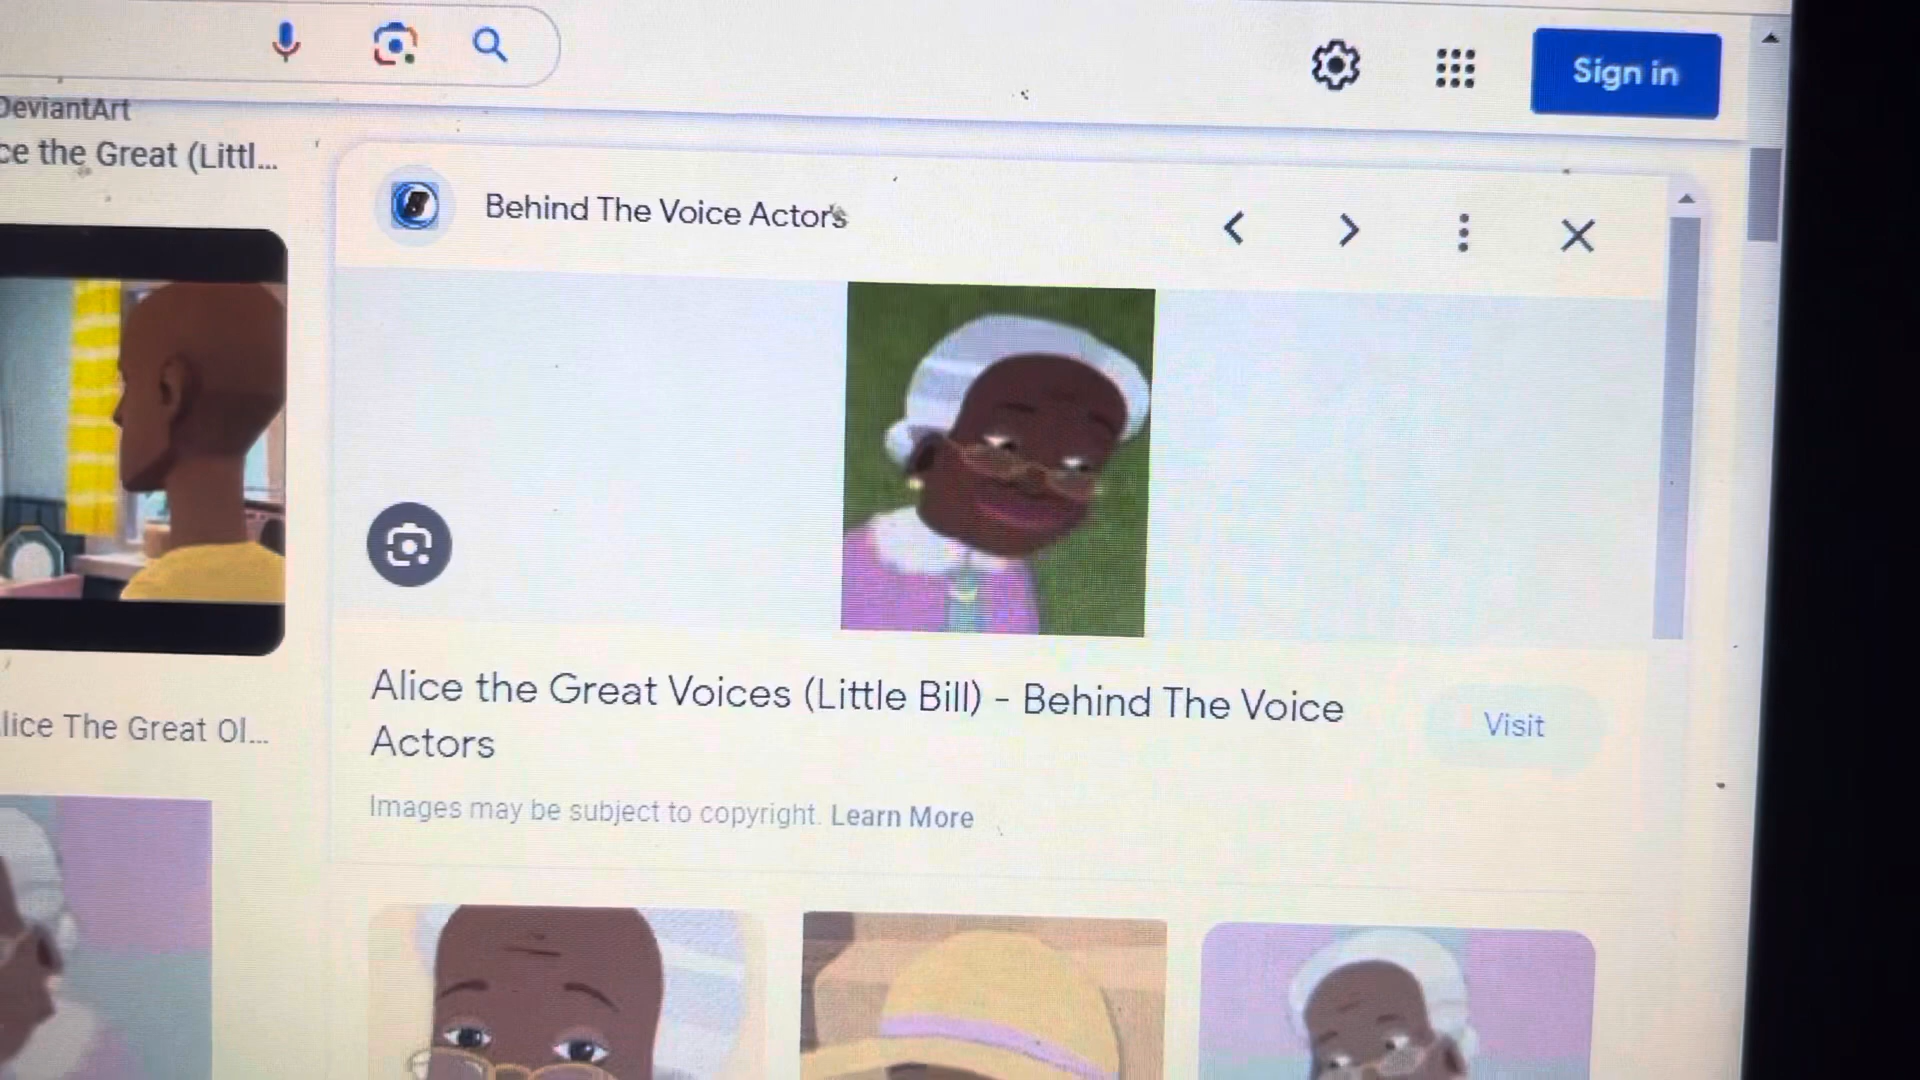 Sign in
DeviantArt
ce the Great (Littl...
Behind The Voice Actors
Alice the Great Voices (Little Bill) - Behind The Voice
Actors
Visit
lice The Great Ol...
Images may be subject to copyright. Learn More